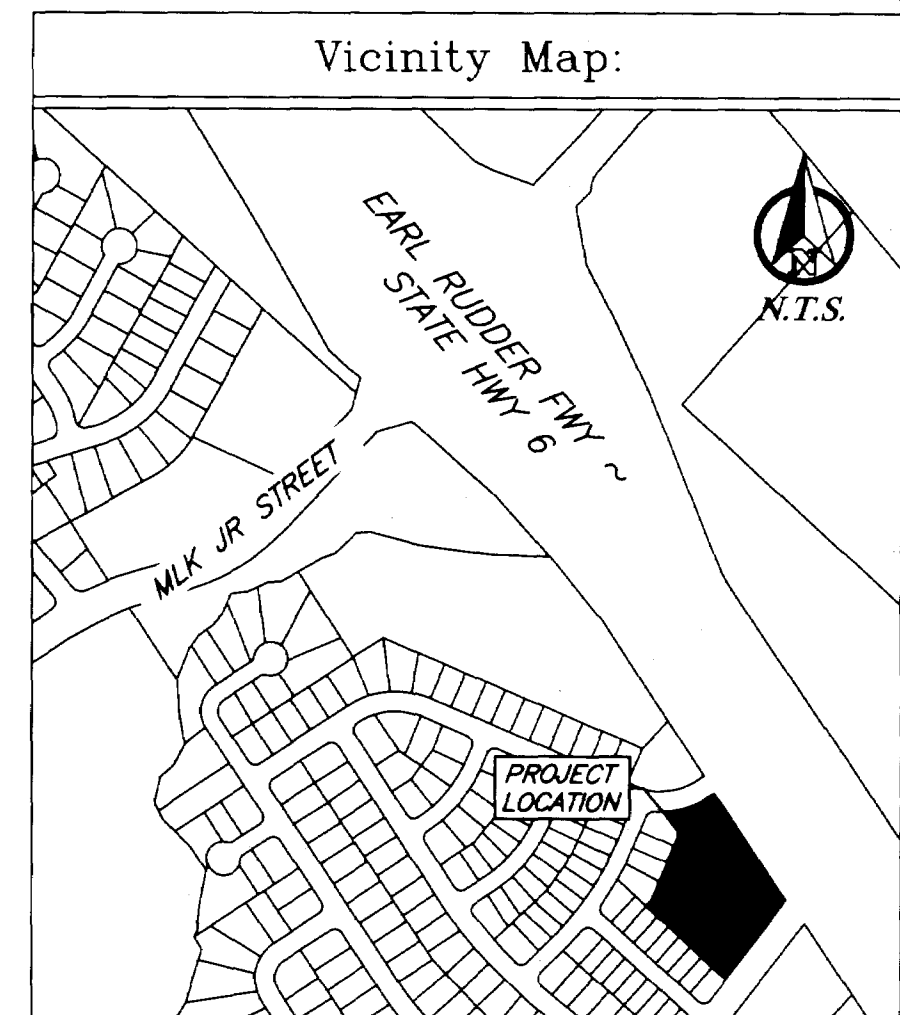 Vicinity Map:
EARL RUDDER FWY ~
STATE HWY 6
N
N.T.S.
MLK JR STREET
PROJECT
LOCATION